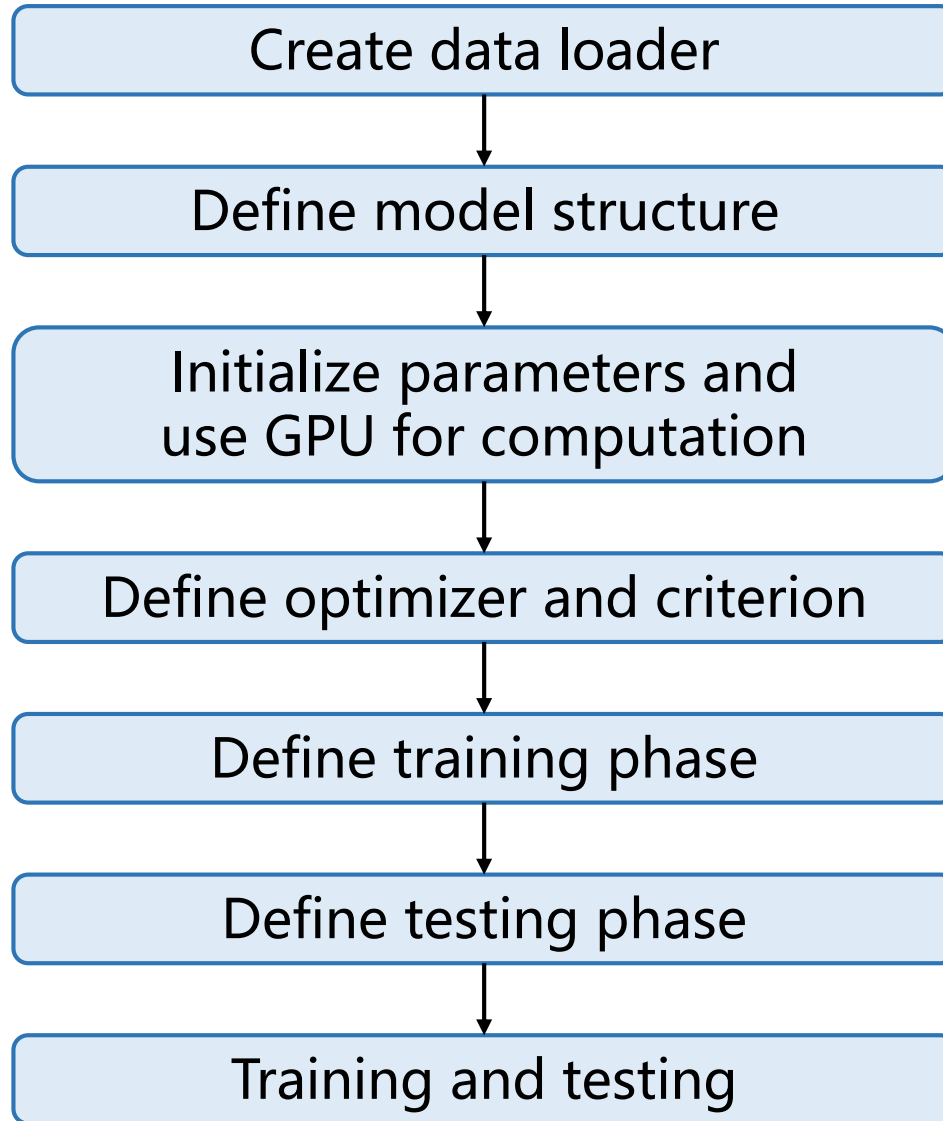 Create data loader
Define model structure
Initialize parameters and
use GPU for computation
Define optimizer and criterion
Define training phase
Define testing phase
Training and testing